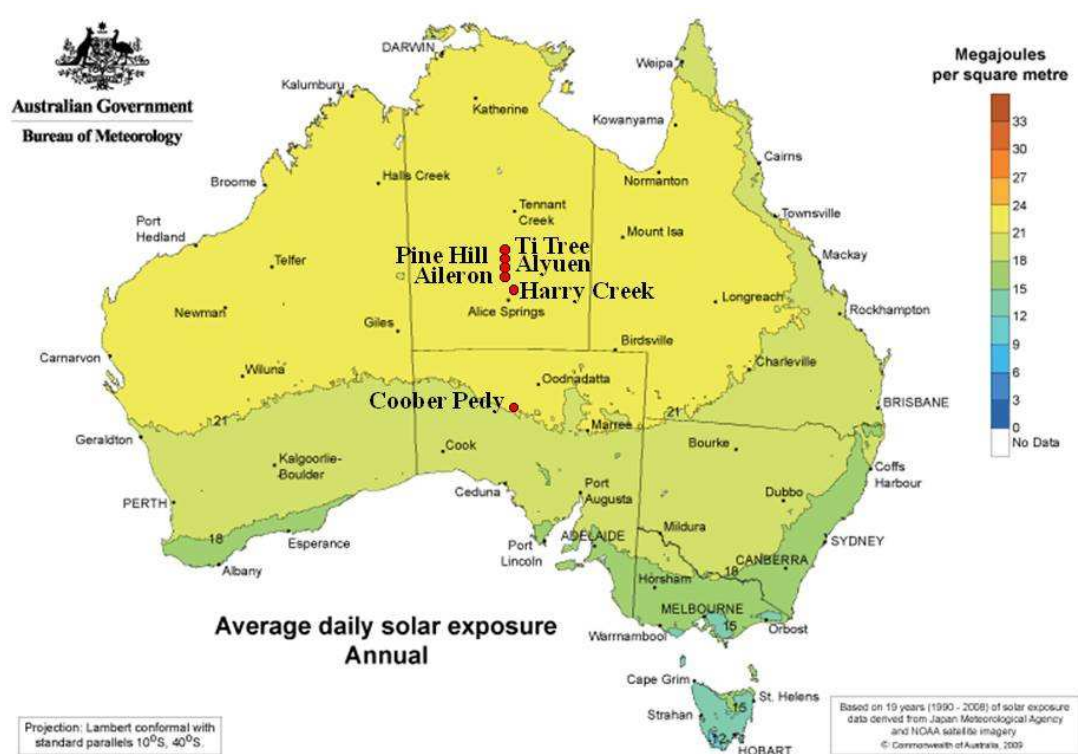 Australian Government
Bureau of Meteorology
DARWIN
Weipa
Kalumburu
Katherine
Kowanyama
Cairns
Broome
Halls Creek
Normanton
Port
Hedland
Tennant
Creek
Townsville
Telfer
Pine Hill
Aileron
Ti Tree
Alyuen
Mount Isa
Mackay
Harry Creek
Newman
Giles
Alice Springs
Longreach
Rockhampton
Carnarvon
Wiluna
Birdsville
Oodnadatta
Charleville
Coober Pedy
21
Marree
21
BRISBANE
Geraldton
Kalgoorlie-
Boulder
Cook
Bourke
Coffs
Harbour
PERTH
Ceduna
Port
Augusta
Dubbo
18
Esperance
Albany
Port
Lincoln
ADELAIDE
Mildura
SYDNEY
CANBERRA
18
Horsham
MELBOURNE
15
Orbost
Warrnambool
Cape Grim
St. Helens
15
Strahan
12
HOBART
Megajoules
per square metre
33
30
27
24
21
18
15
12
9
6
3
0
No Data
Average daily solar exposure
Annual
Projection: Lambert conformal with
standard parallels 10°S, 40°S.
Based on 19 years (1990 - 2008) of solar exposure
data derived from Japan Meteorological Agency
and NOAA satellite imagery
© Commonwealth of Australia, 2009